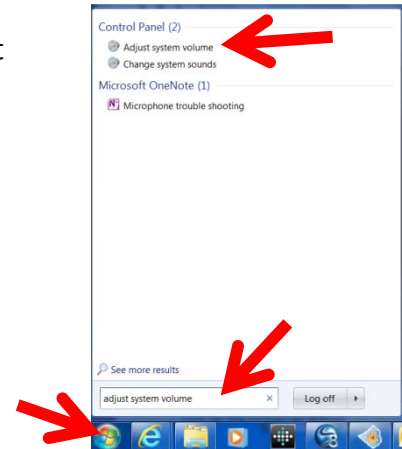 t
Control Panel (2)
Adjust system volume
Change system sounds
Microsoft OneNote (1)
Microphone trouble shooting
See more results
adjust system volume
Log off